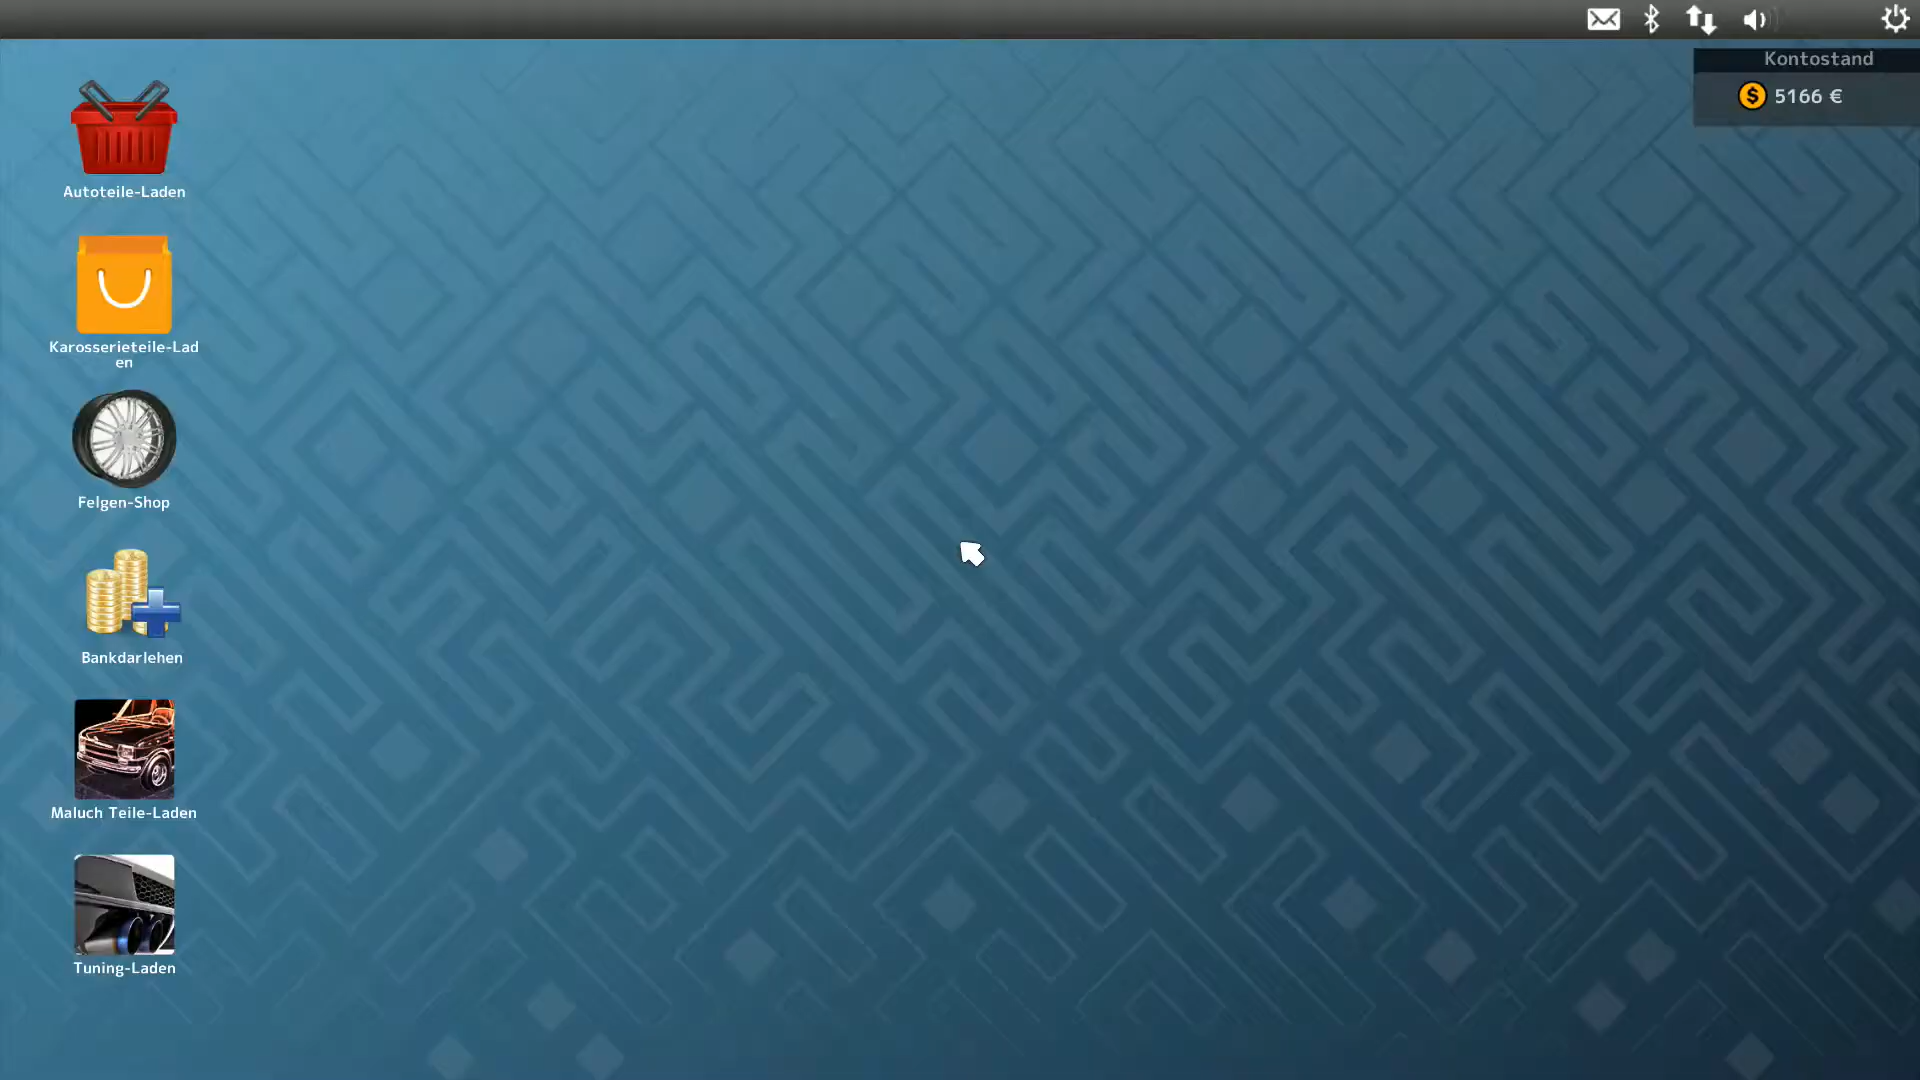 Kontostand
5166 €
Autoteile-Laden
Karosserieteile-Lad
en
Felgen-Shop
Bankdarlehen
Maluch Teile-Laden
Tuning-Laden